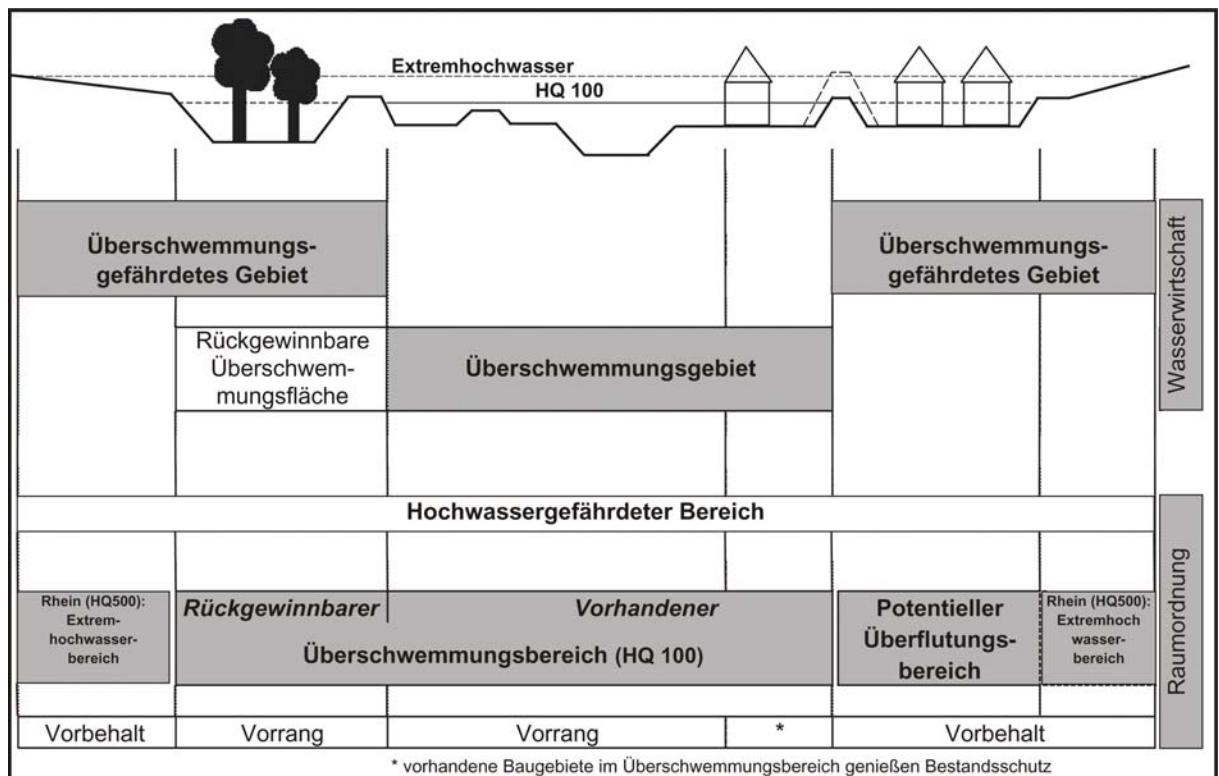 Extremhochwasser
HQ 100
Überschwemmungs-
gefährdetes Gebiet
Überschwemmungs-
gefährdetes Gebiet
Wasserwirtschaft
Rückgewinnbare
Überschwem-
mungsfläche
Überschwemmungsgebiet
Hochwassergefährdeter Bereich
Raumordnung
Rhein (HQ500):
Extrem-
hochwasser-
bereich
Rückgewinnbarer
Vorhandener
Überschwemmungsbereich (HQ 100)
Potentieller
Überflutungs-
bereich
Rhein (HQ500):
Extremhoch
wasser-
bereich
Vorbehalt
Vorrang
Vorrang
*
Vorbehalt
* vorhandene Baugebiete im Überschwemmungsbereich genießen Bestandsschutz